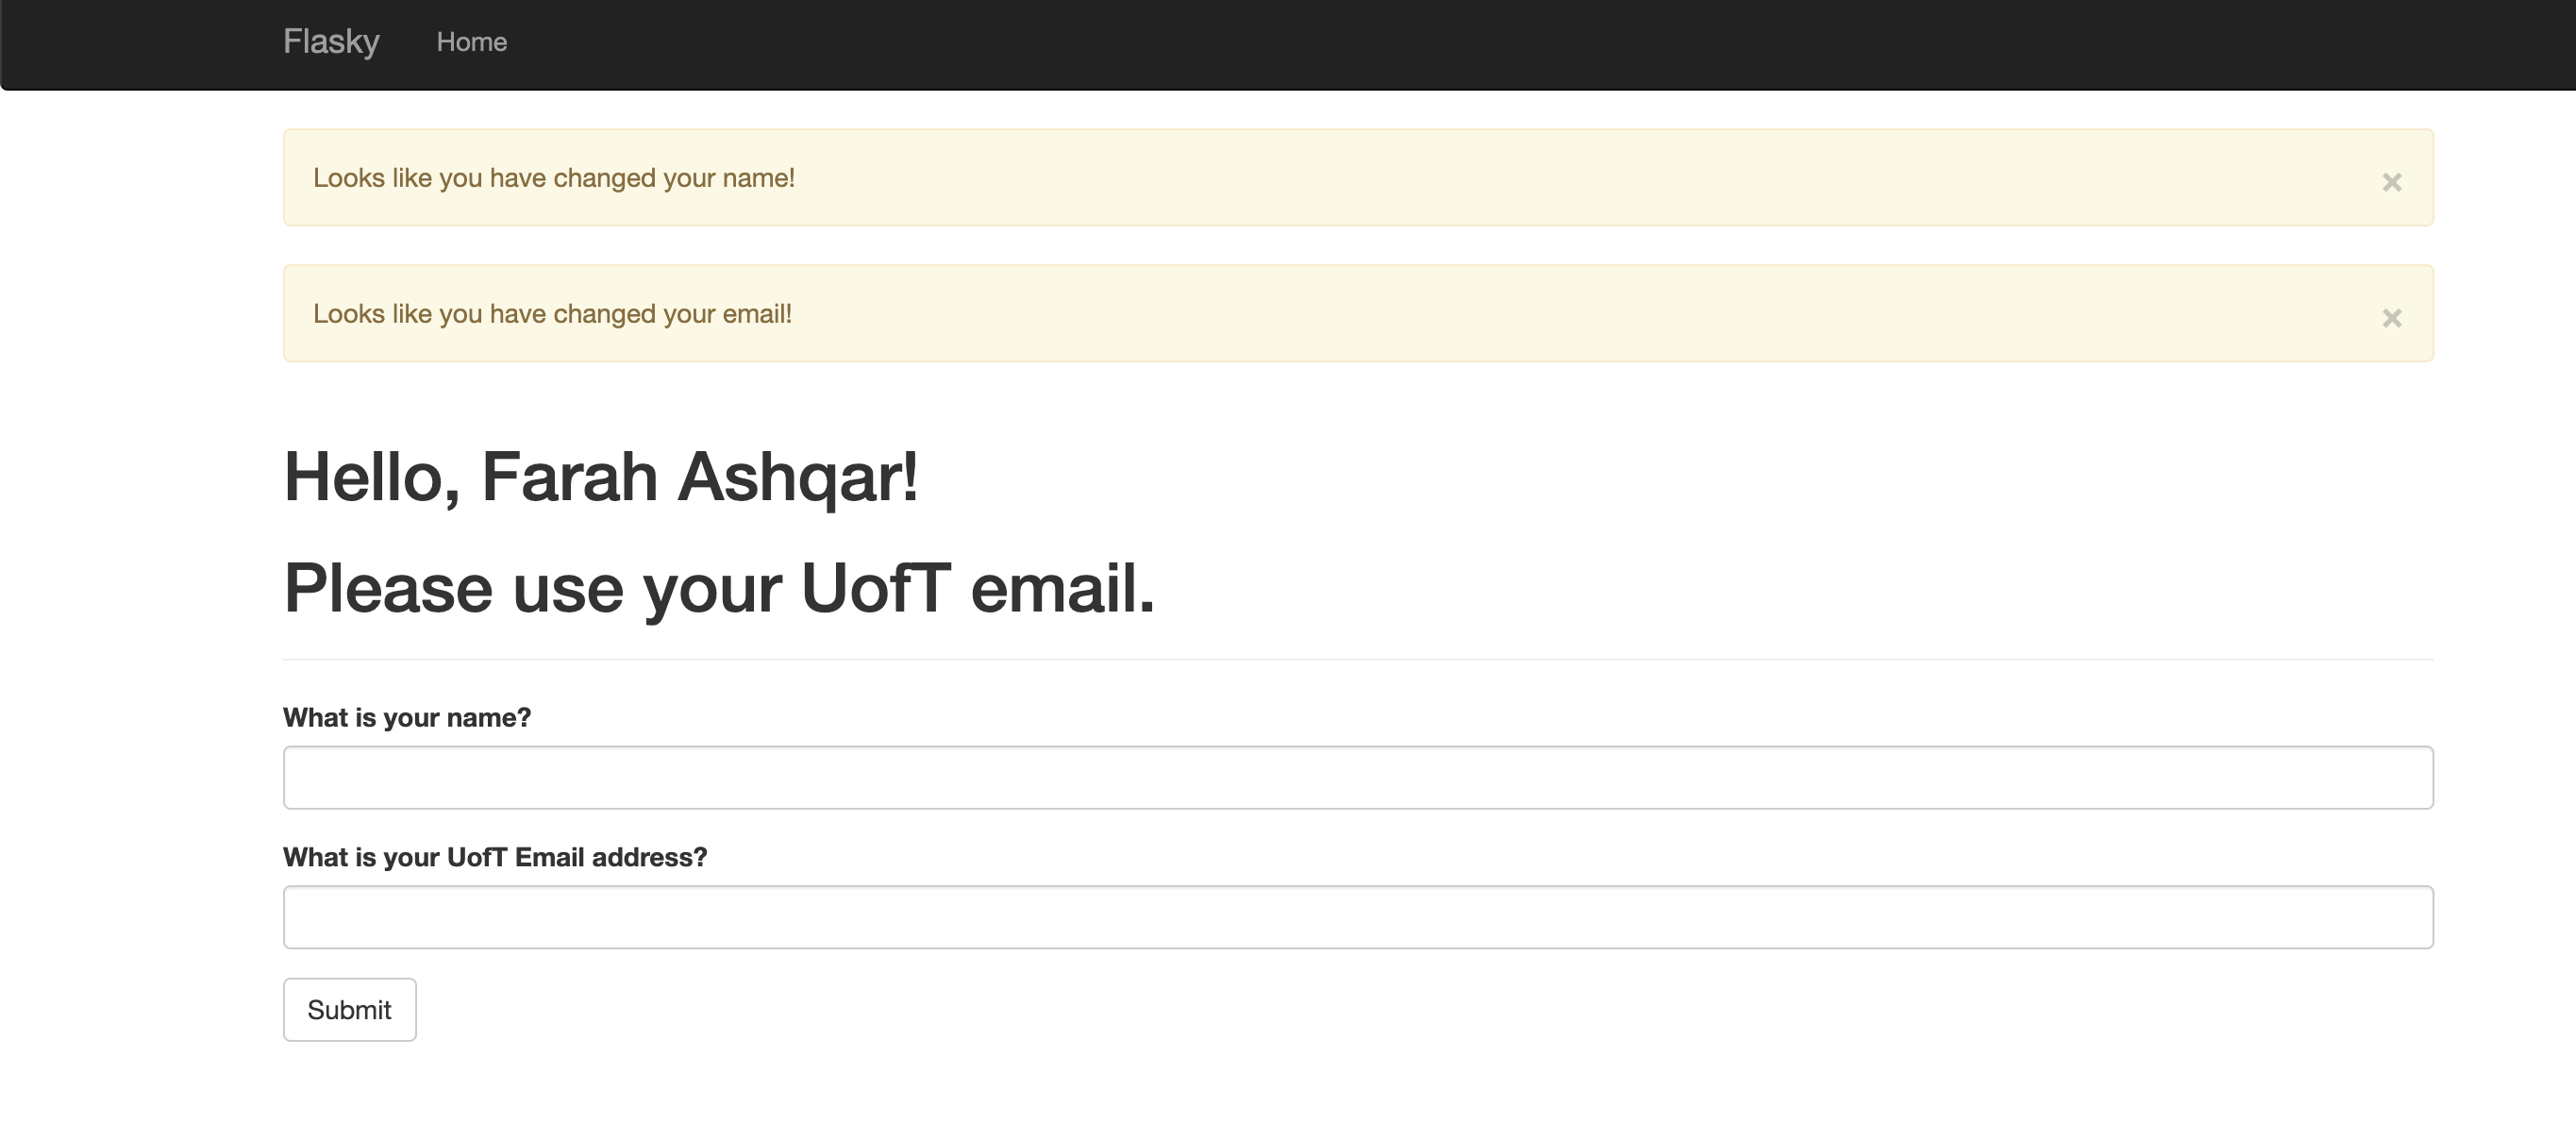 Flasky Home
Looks like you have changed your name! ×
Looks like you have changed your email! ×
Hello, Farah Ashqar!
Please use your UofT email.
What is your name?
What is your UofT Email address?
Submit